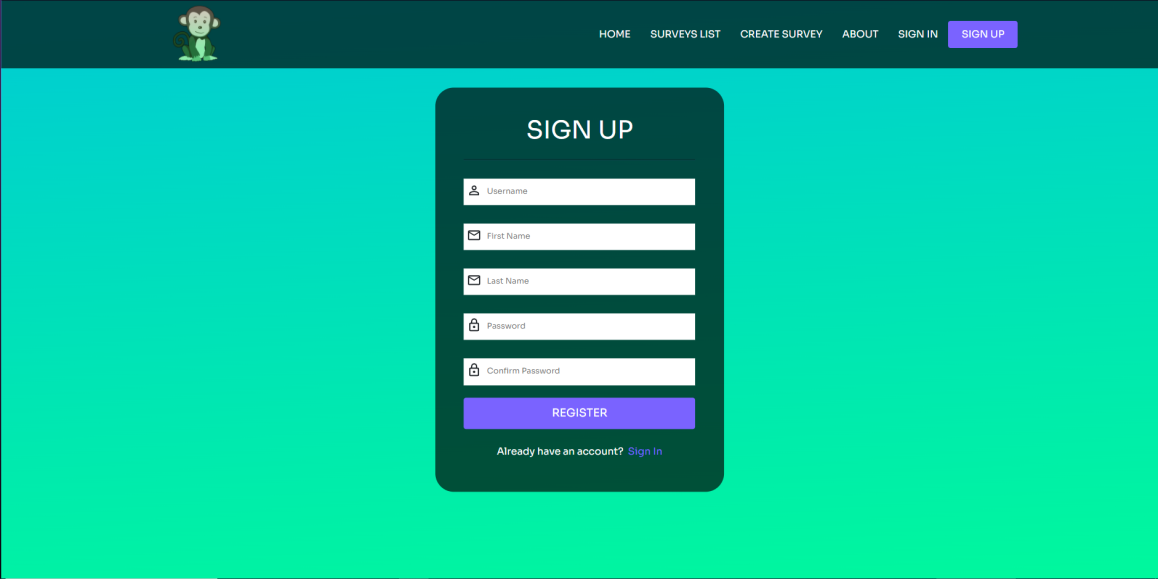 HOME SURVEYS LIST CREATE SURVEY ABOUT SIGN IN SIGN UP
SIGN UP
Username
First Name
Last Name
Password
Confirm Password
REGISTER
Already have an account? Sign In